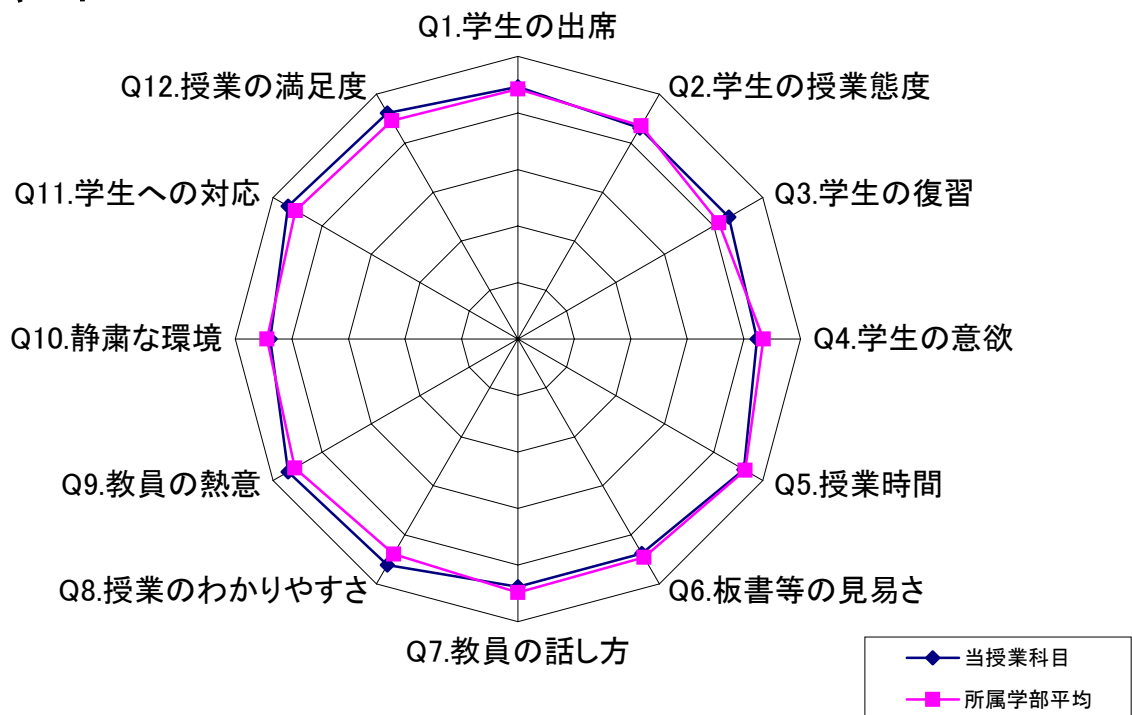 Q1.学生の出席
Q2.学生の授業態度
Q3.学生の復習
Q4.学生の意欲
Q5.授業時間
Q6.板書等の見易さ
Q7.教員の話し方
Q8.授業のわかりやすさ
Q9.教員の熱意
Q10.静粛な環境
Q11.学生への対応
Q12.授業の満足度
当授業科目
所属学部平均